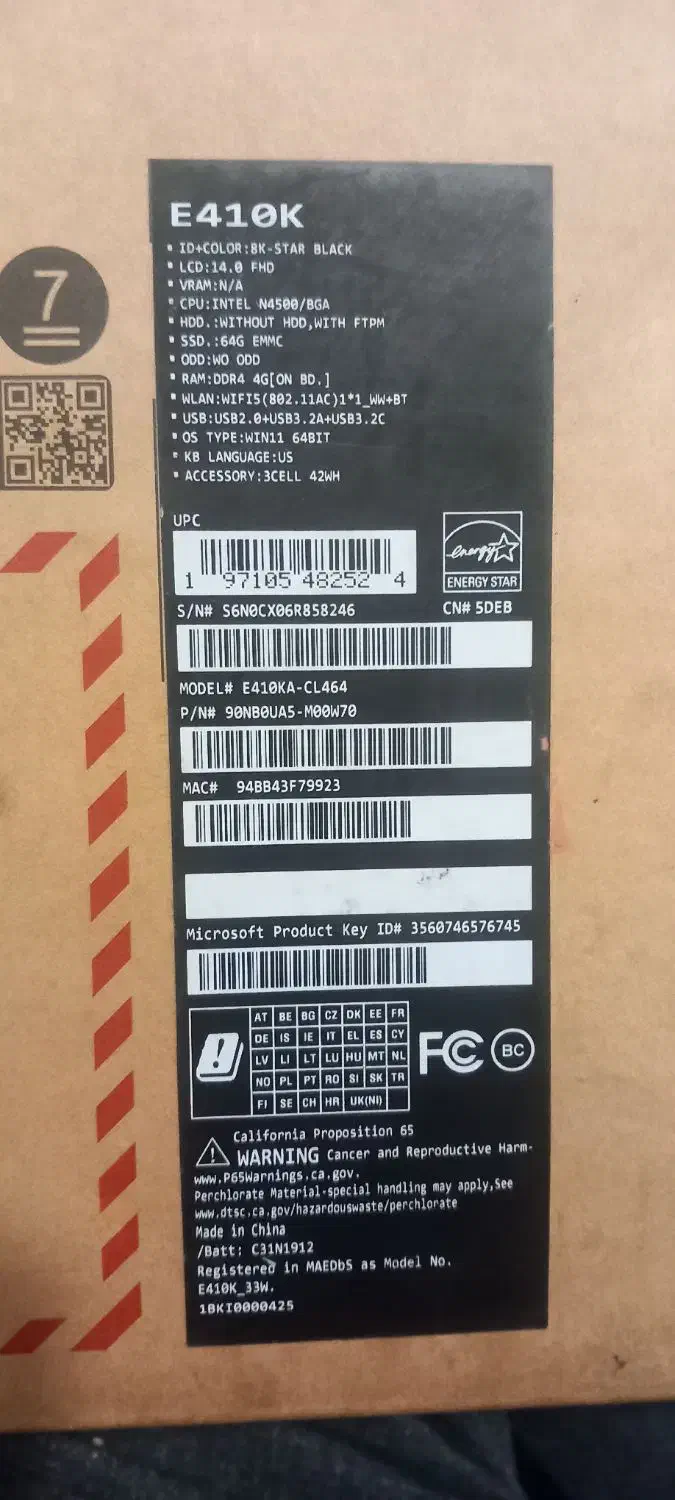 E410K
7
▪ ID+COLOR:BK-STAR BLACK
▪ LCD:14.0 FHD
▪ VRAM:N/A
▪ CPU:INTEL N4500/BGA
▪ HDD.:WITHOUT HDD,WITH FTPM
▪ SSD.:64G EMMC
▪ ODD:WO ODD
▪ RAM:DDR4 4G[ON BD.]
▪ WLAN:WIFI5(802.11AC)1*1_WW+BT
▪ USB:USB2.0+USB3.2A+USB3.2C
▪ OS TYPE:WIN11 64BIT
▪ KB LANGUAGE:US
▪ ACCESSORY:3CELL 42WH
UPC
1 97105 48252 4
energy
ENERGY STAR
S/N# S6N0CX06R858246 CN# 5DEB
MODEL# E410KA-CL464
P/N# 90NB0UA5-M00W70
MAC# 94BB43F79923
Microsoft Product Key ID# 3560746576745
AT BE BG CZ DK EE FR
DE IS IE IT EL ES CY
LV LI LT LU HU MT NL
NO PL PT RO SI SK TR
FI SE CH HR UK(NI)
FC BC
California Proposition 65
WARNING Cancer and Reproductive Harm-
www.P65Warnings.ca.gov.
Perchlorate Material-special handling may apply,See
www.dtsc.ca.gov/hazardouswaste/perchlorate
Made in China
/Batt: C31N1912
Registered in MAEDbS as Model No.
E410K_33W.
1BKI0000425